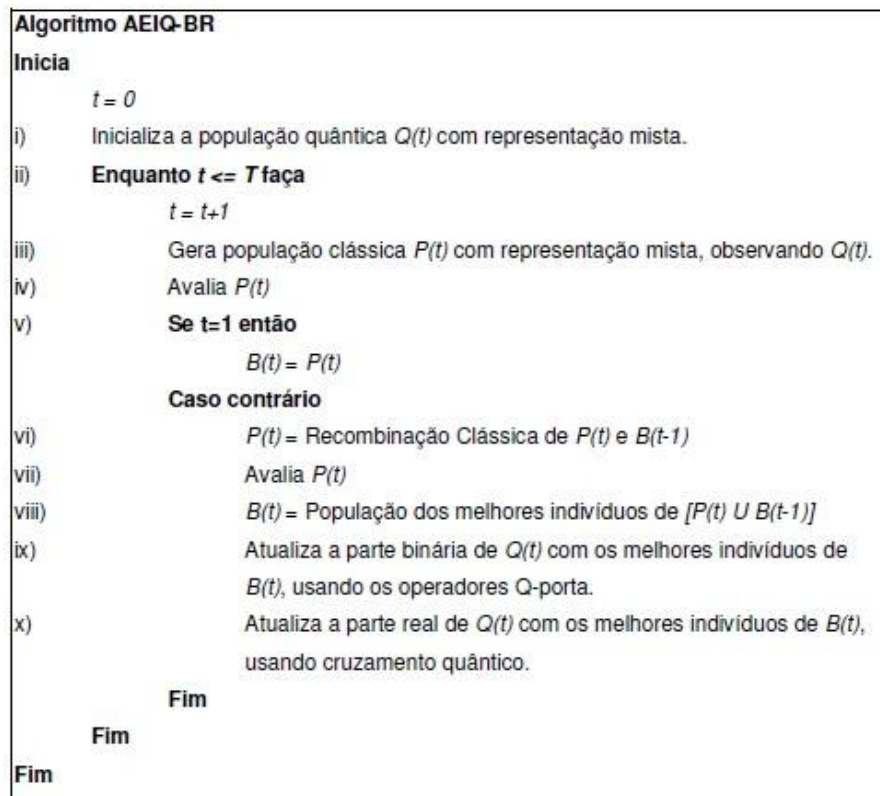 Algoritmo AEIQ-BR
Inicia
t = 0
i) Inicializa a população quântica Q(t) com representação mista.
ii) Enquanto t <= T faça
t = t+1
iii) Gera população clássica P(t) com representação mista, observando Q(t).
iv) Avalia P(t)
v) Se t=1 então
B(t) = P(t)
Caso contrário
vi) P(t) = Recombinação Clássica de P(t) e B(t-1)
vii) Avalia P(t)
viii) B(t) = População dos melhores indivíduos de [P(t) U B(t-1)]
ix) Atualiza a parte binária de Q(t) com os melhores indivíduos de
B(t), usando os operadores Q-porta.
x) Atualiza a parte real de Q(t) com os melhores indivíduos de B(t),
usando cruzamento quântico.
Fim
Fim
Fim